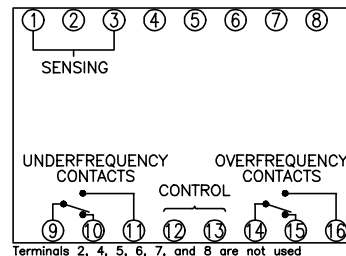 1 2 3 4 5 6 7 8
SENSING
UNDERFREQUENCY CONTACTS
OVERFREQUENCY CONTACTS
CONTROL
9 10 11 12 13 14 15 16
Terminals 2, 4, 5, 6, 7, and 8 are not used